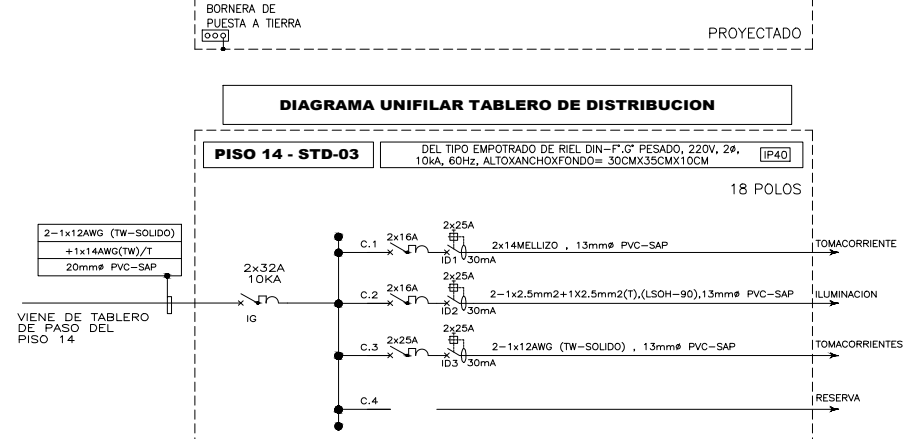 BORNERA DE
PUESTA A TIERRA
PROYECTADO
DIAGRAMA UNIFILAR TABLERO DE DISTRIBUCION
PISO 14 - STD-03
DEL TIPO EMPOTRADO DE RIEL DIN-F°.G° PESADO, 220V, 2ø,
10kA, 60Hz, ALTOXANCHOXFONDO= 30CMX35CMX10CM
IP40
18 POLOS
2-1x12AWG (TW-SOLIDO)
+1x14AWG(TW)/T
20mmø PVC-SAP
VIENE DE TABLERO
DE PASO DEL
PISO 14
2x32A
10KA
IG
C.1
2x16A
2x25A
ID1
30mA
2x14MELLIZO , 13mmø PVC-SAP
TOMACORRIENTE
C.2
2x16A
2x25A
ID2
30mA
2-1x2.5mm2+1X2.5mm2(T),(LSOH-90),13mmø PVC-SAP
ILUMINACION
C.3
2x25A
2x25A
ID3
30mA
2-1x12AWG (TW-SOLIDO) , 13mmø PVC-SAP
TOMACORRIENTES
C.4
RESERVA